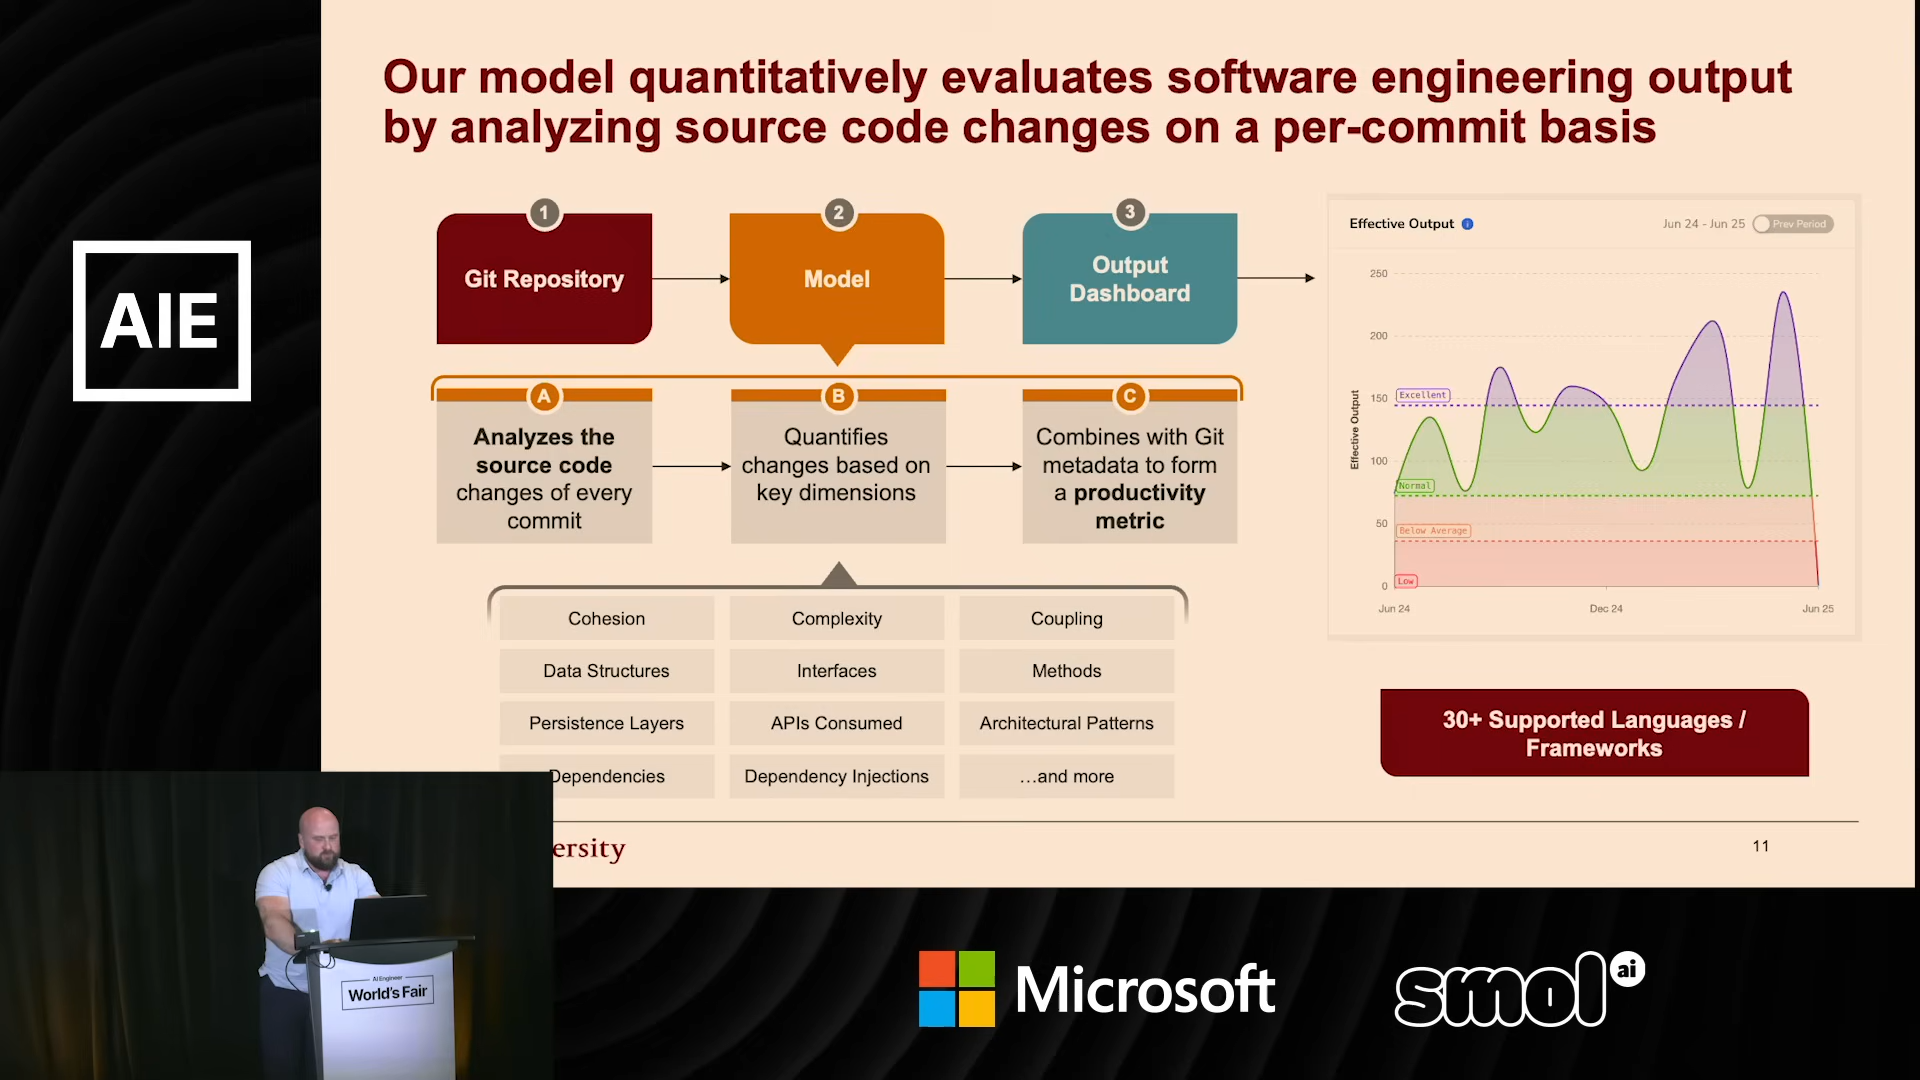 Our model quantitatively evaluates software engineering output
by analyzing source code changes on a per-commit basis
AIE
1
Git Repository
2
Model
3
Output
Dashboard
A
Analyzes the
source code
changes of every
commit
B
Quantifies
changes based on
key dimensions
C
Combines with Git
metadata to form
a productivity
metric
Cohesion
Complexity
Coupling
Data Structures
Interfaces
Methods
Persistence Layers
APIs Consumed
Architectural Patterns
Dependencies
Dependency Injections
...and more
Effective Output
Jun 24 - Jun 25
Prev Period
Effective Output
250
200
150
100
50
0
Excellent
Normal
Below Average
Low
Jun 24
Dec 24
Jun 25
30+ Supported Languages /
Frameworks
ersity
11
AI Engineer
World's Fair
Microsoft
smol ai